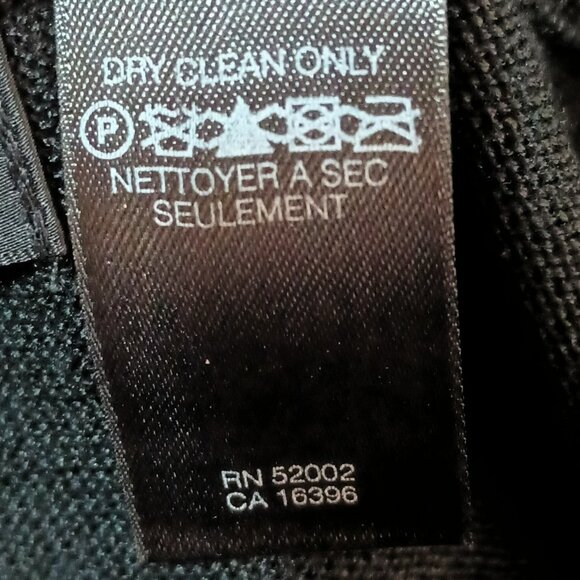 DRY CLEAN ONLY
P
NETTOYER A SEC
SEULEMENT
RN 52002
CA 16396